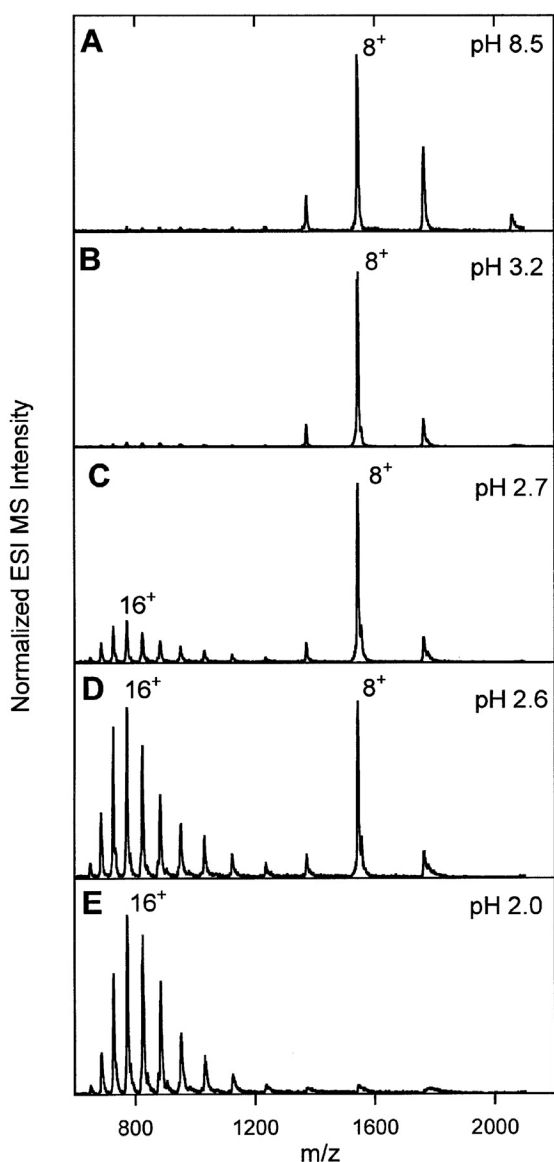 A 8+ pH 8.5
B 8+ pH 3.2
C 8+ pH 2.7
16+
D 16+ 8+ pH 2.6
E 16+ pH 2.0
Normalized ESI MS Intensity
800 1200 1600 2000
m/z